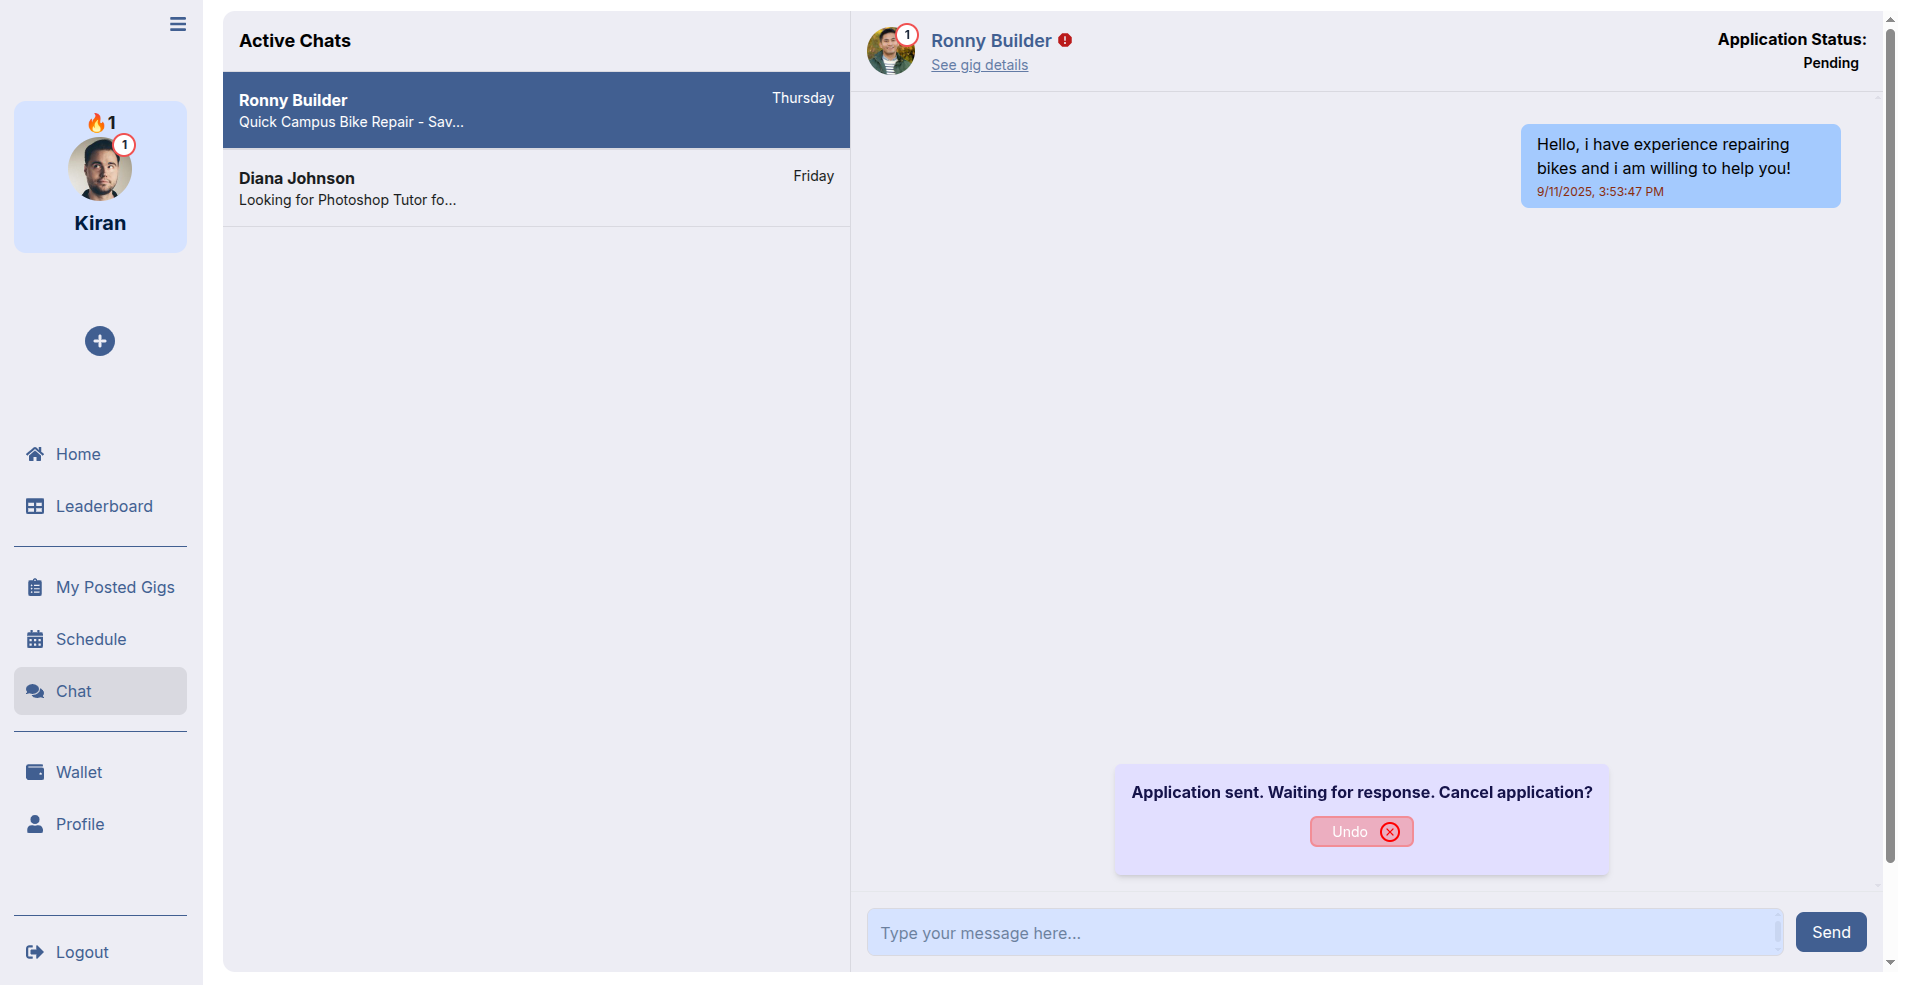 🔥1
1
Kiran
Home
Leaderboard
My Posted Gigs
Schedule
Chat
Wallet
Profile
Logout
Active Chats
Ronny Builder
Thursday
Quick Campus Bike Repair - Sav...
Diana Johnson
Friday
Looking for Photoshop Tutor fo...
1
Ronny Builder
See gig details
Application Status:
Pending
Hello, i have experience repairing
bikes and i am willing to help you!
9/11/2025, 3:53:47 PM
Application sent. Waiting for response. Cancel application?
Undo
Type your message here...
Send